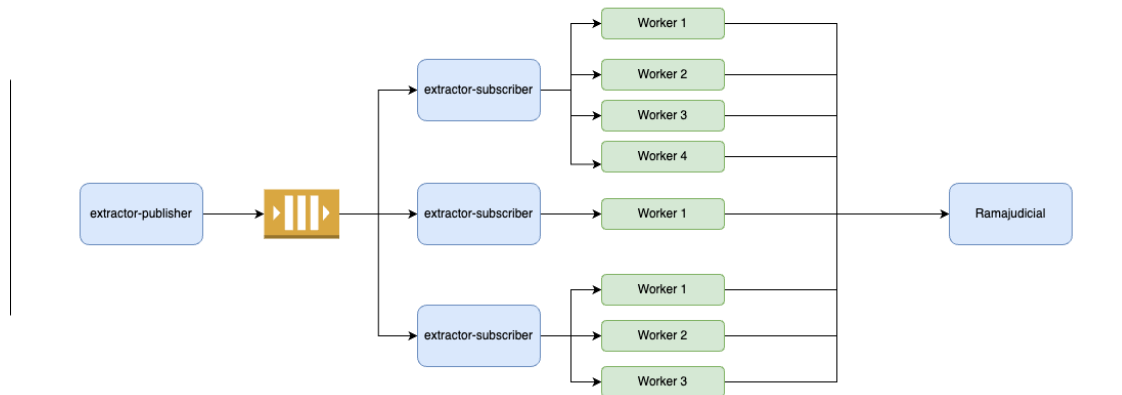 extractor-publisher
extractor-subscriber
Worker 1
Worker 2
Worker 3
Worker 4
extractor-subscriber
Worker 1
extractor-subscriber
Worker 1
Worker 2
Worker 3
Ramajudicial